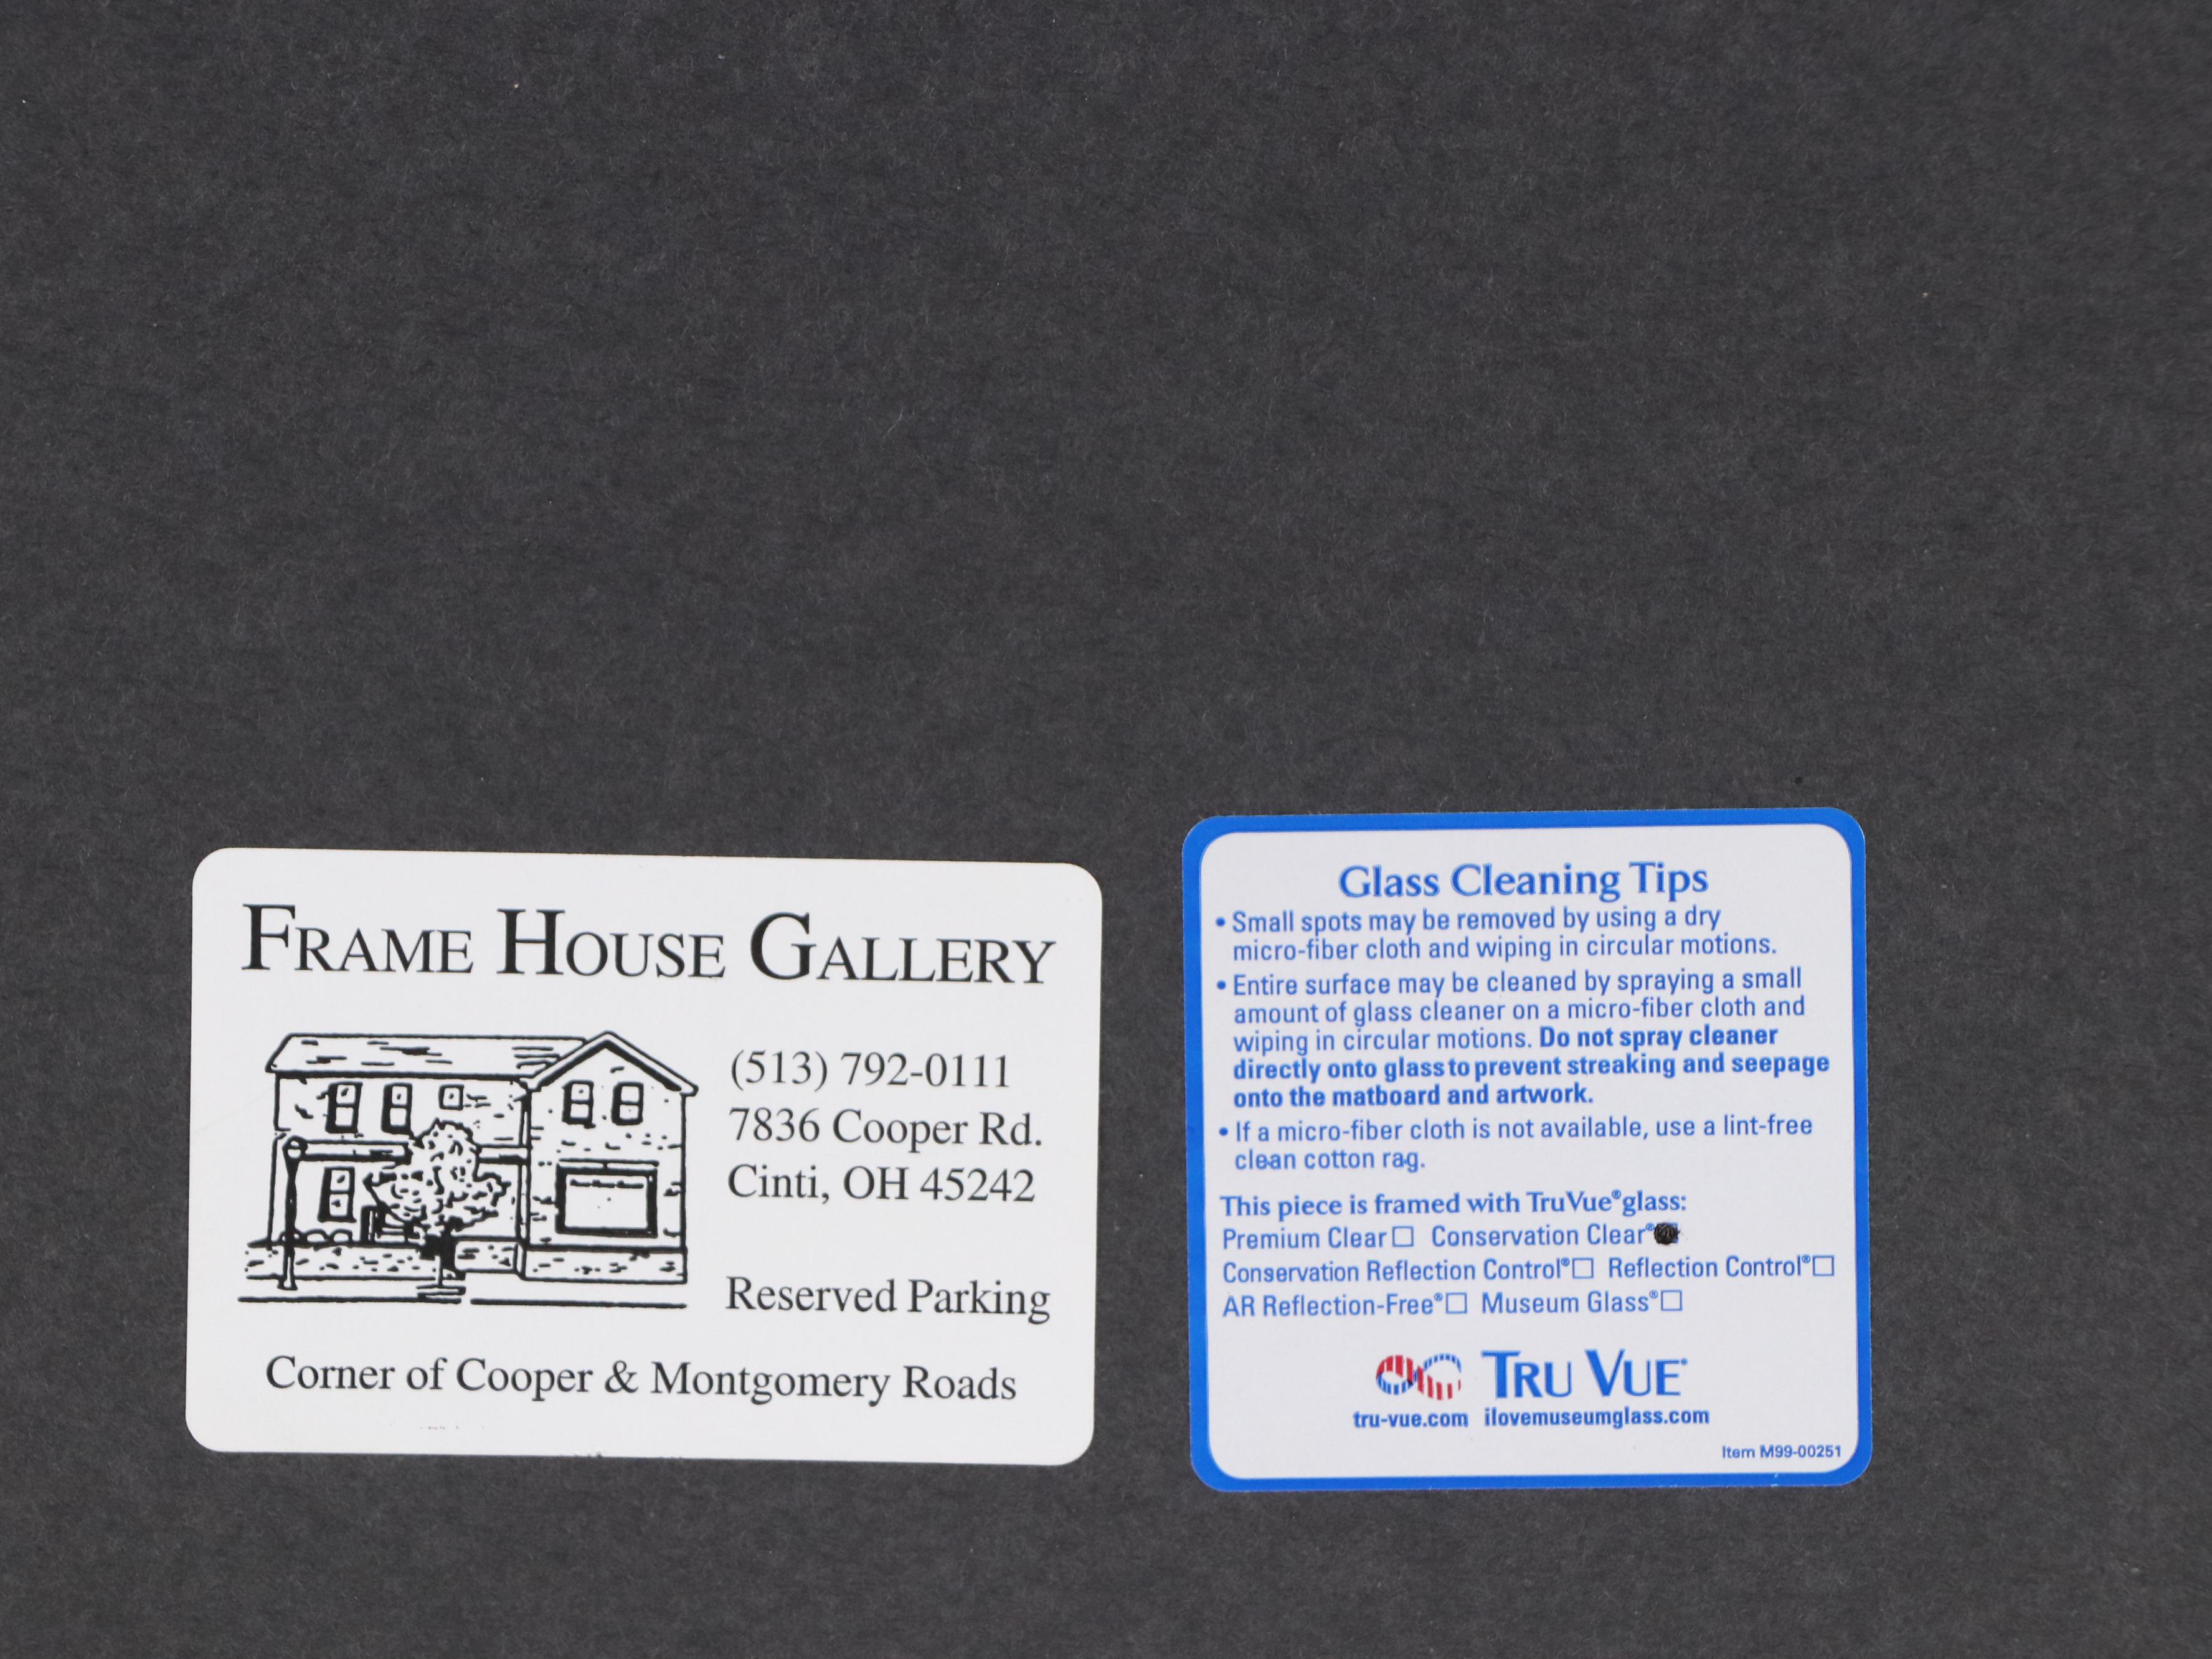 FRAME HOUSE GALLERY
(513) 792-0111
7836 Cooper Rd.
Cinti, OH 45242
Reserved Parking
Corner of Cooper & Montgomery Roads
Glass Cleaning Tips
• Small spots may be removed by using a dry
micro-fiber cloth and wiping in circular motions.
• Entire surface may be cleaned by spraying a small
amount of glass cleaner on a micro-fiber cloth and
wiping in circular motions. Do not spray cleaner
directly onto glass to prevent streaking and seepage
onto the matboard and artwork.
• If a micro-fiber cloth is not available, use a lint-free
clean cotton rag.
This piece is framed with Tru Vue® glass:
Premium Clear ☐ Conservation Clear® ■
Conservation Reflection Control® ☐ Reflection Control® ☐
AR Reflection-Free® ☐ Museum Glass® ☐
TRU VUE®
tru-vue.com ilovemuseumglass.com
Item M99-00251